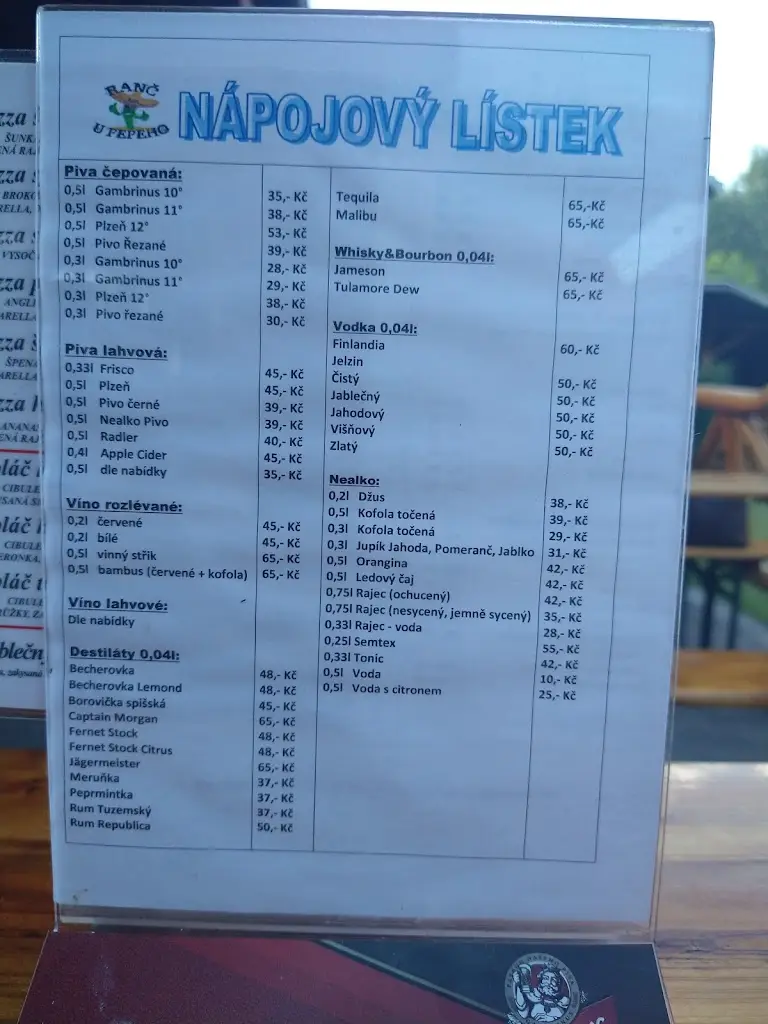 RANČ
U PEPEHO
NÁPOJOVÝ LÍSTEK
Piva čepovaná:
0,5l Gambrinus 10° 35,- Kč
0,5l Gambrinus 11° 38,- Kč
0,5l Plzeň 12° 53,- Kč
0,5l Pivo Řezané 39,- Kč
0,3l Gambrinus 10° 28,- Kč
0,3l Gambrinus 11° 29,- Kč
0,3l Plzeň 12° 38,- Kč
0,3l Pivo řezané 30,- Kč
Piva lahvová:
0,33l Frisco 45,- Kč
0,5l Plzeň 45,- Kč
0,5l Pivo černé 39,- Kč
0,5l Nealko Pivo 39,- Kč
0,5l Radler 40,- Kč
0,4l Apple Cider 45,- Kč
0,5l dle nabídky 35,- Kč
Víno rozlévané:
0,2l červené 45,- Kč
0,2l bílé 45,- Kč
0,5l vinný střik 65,- Kč
0,5l bambus (červené + kofola) 65,- Kč
Víno lahvové:
Dle nabídky
Destiláty 0,04l:
Becherovka 48,- Kč
Becherovka Lemond 48,- Kč
Borovička spišská 45,- Kč
Captain Morgan 65,- Kč
Fernet Stock 48,- Kč
Fernet Stock Citrus 48,- Kč
Jägermeister 65,- Kč
Meruňka 37,- Kč
Peprmintka 37,- Kč
Rum Tuzemský 37,- Kč
Rum Republica 50,- Kč
Tequila 65,-Kč
Malibu 65,-Kč
Whisky&Bourbon 0,04l:
Jameson 65,- Kč
Tulamore Dew 65,- Kč
Vodka 0,04l:
Finlandia 60,- Kč
Jelzin
Čistý 50,- Kč
Jablečný 50,- Kč
Jahodový 50,- Kč
Višňový 50,- Kč
Zlatý 50,- Kč
Nealko:
0,2l Džus 38,- Kč
0,5l Kofola točená 39,- Kč
0,3l Kofola točená 29,- Kč
0,3l Jupík Jahoda, Pomeranč, Jablko 31,- Kč
0,5l Orangina 42,- Kč
0,5l Ledový čaj 42,- Kč
0,75l Rajec (ochucený) 42,- Kč
0,75l Rajec (nesycený, jemně sycený) 35,- Kč
0,33l Rajec - voda 28,- Kč
0,25l Semtex 55,- Kč
0,33l Tonic 42,- Kč
0,5l Voda 10,- Kč
0,5l Voda s citronem 25,- Kč